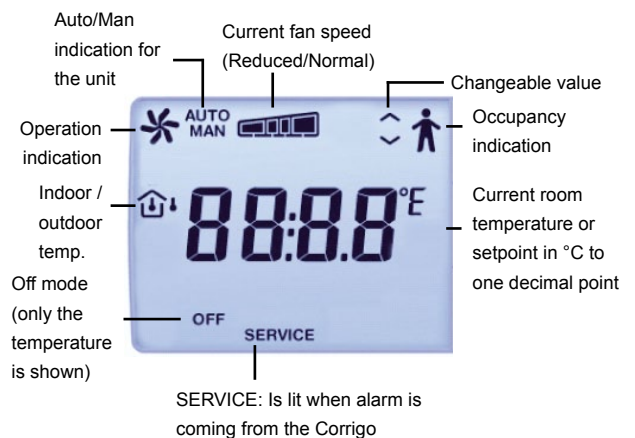 Auto/Man
indication for
the unit
Current fan speed
(Reduced/Normal)
Changeable value
Operation
indication
AUTO
MAN
Occupancy
indication
Indoor /
outdoor
temp.
88:8.8
°E
Current room
temperature or
setpoint in °C to
one decimal point
Off mode
(only the
temperature
is shown)
OFF
SERVICE
SERVICE: Is lit when alarm is
coming from the Corrigo